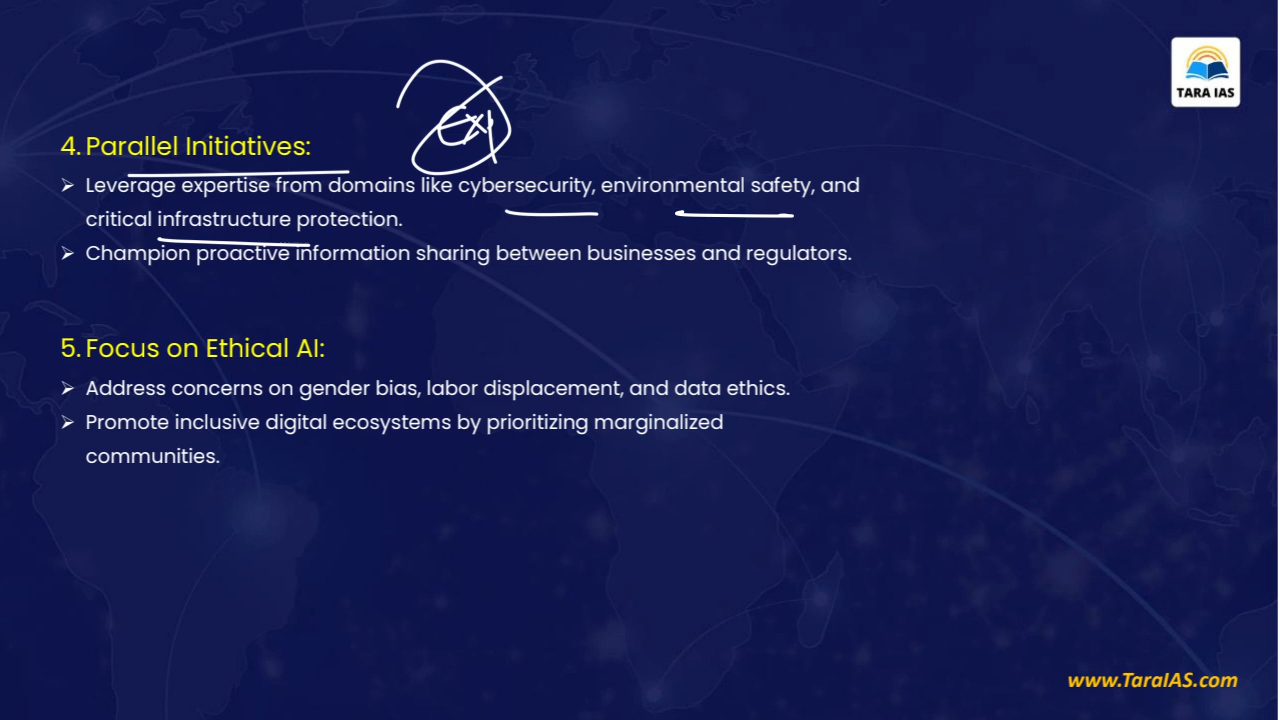 TARA IAS
Exp
4. Parallel Initiatives:
➢ Leverage expertise from domains like cybersecurity, environmental safety, and
critical infrastructure protection.
➢ Champion proactive information sharing between businesses and regulators.
5. Focus on Ethical AI:
➢ Address concerns on gender bias, labor displacement, and data ethics.
➢ Promote inclusive digital ecosystems by prioritizing marginalized
communities.
www.TaraIAS.com